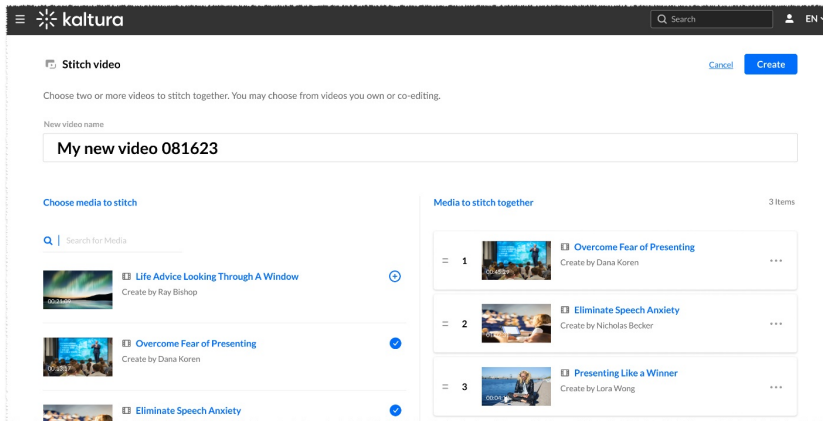 kaltura
Search
EN
Stitch video
Cancel
Create
Choose two or more videos to stitch together. You may choose from videos you own or co-editing.
New video name
My new video 081623
Choose media to stitch
Search for Media
00:21:09
Life Advice Looking Through A Window
Create by Ray Bishop
Overcome Fear of Presenting
Create by Dana Koren
Eliminate Speech Anxiety
Media to stitch together
3 Items
1
Overcome Fear of Presenting
Create by Dana Koren
2
Eliminate Speech Anxiety
Create by Nicholas Becker
3
Presenting Like a Winner
Create by Lora Wong